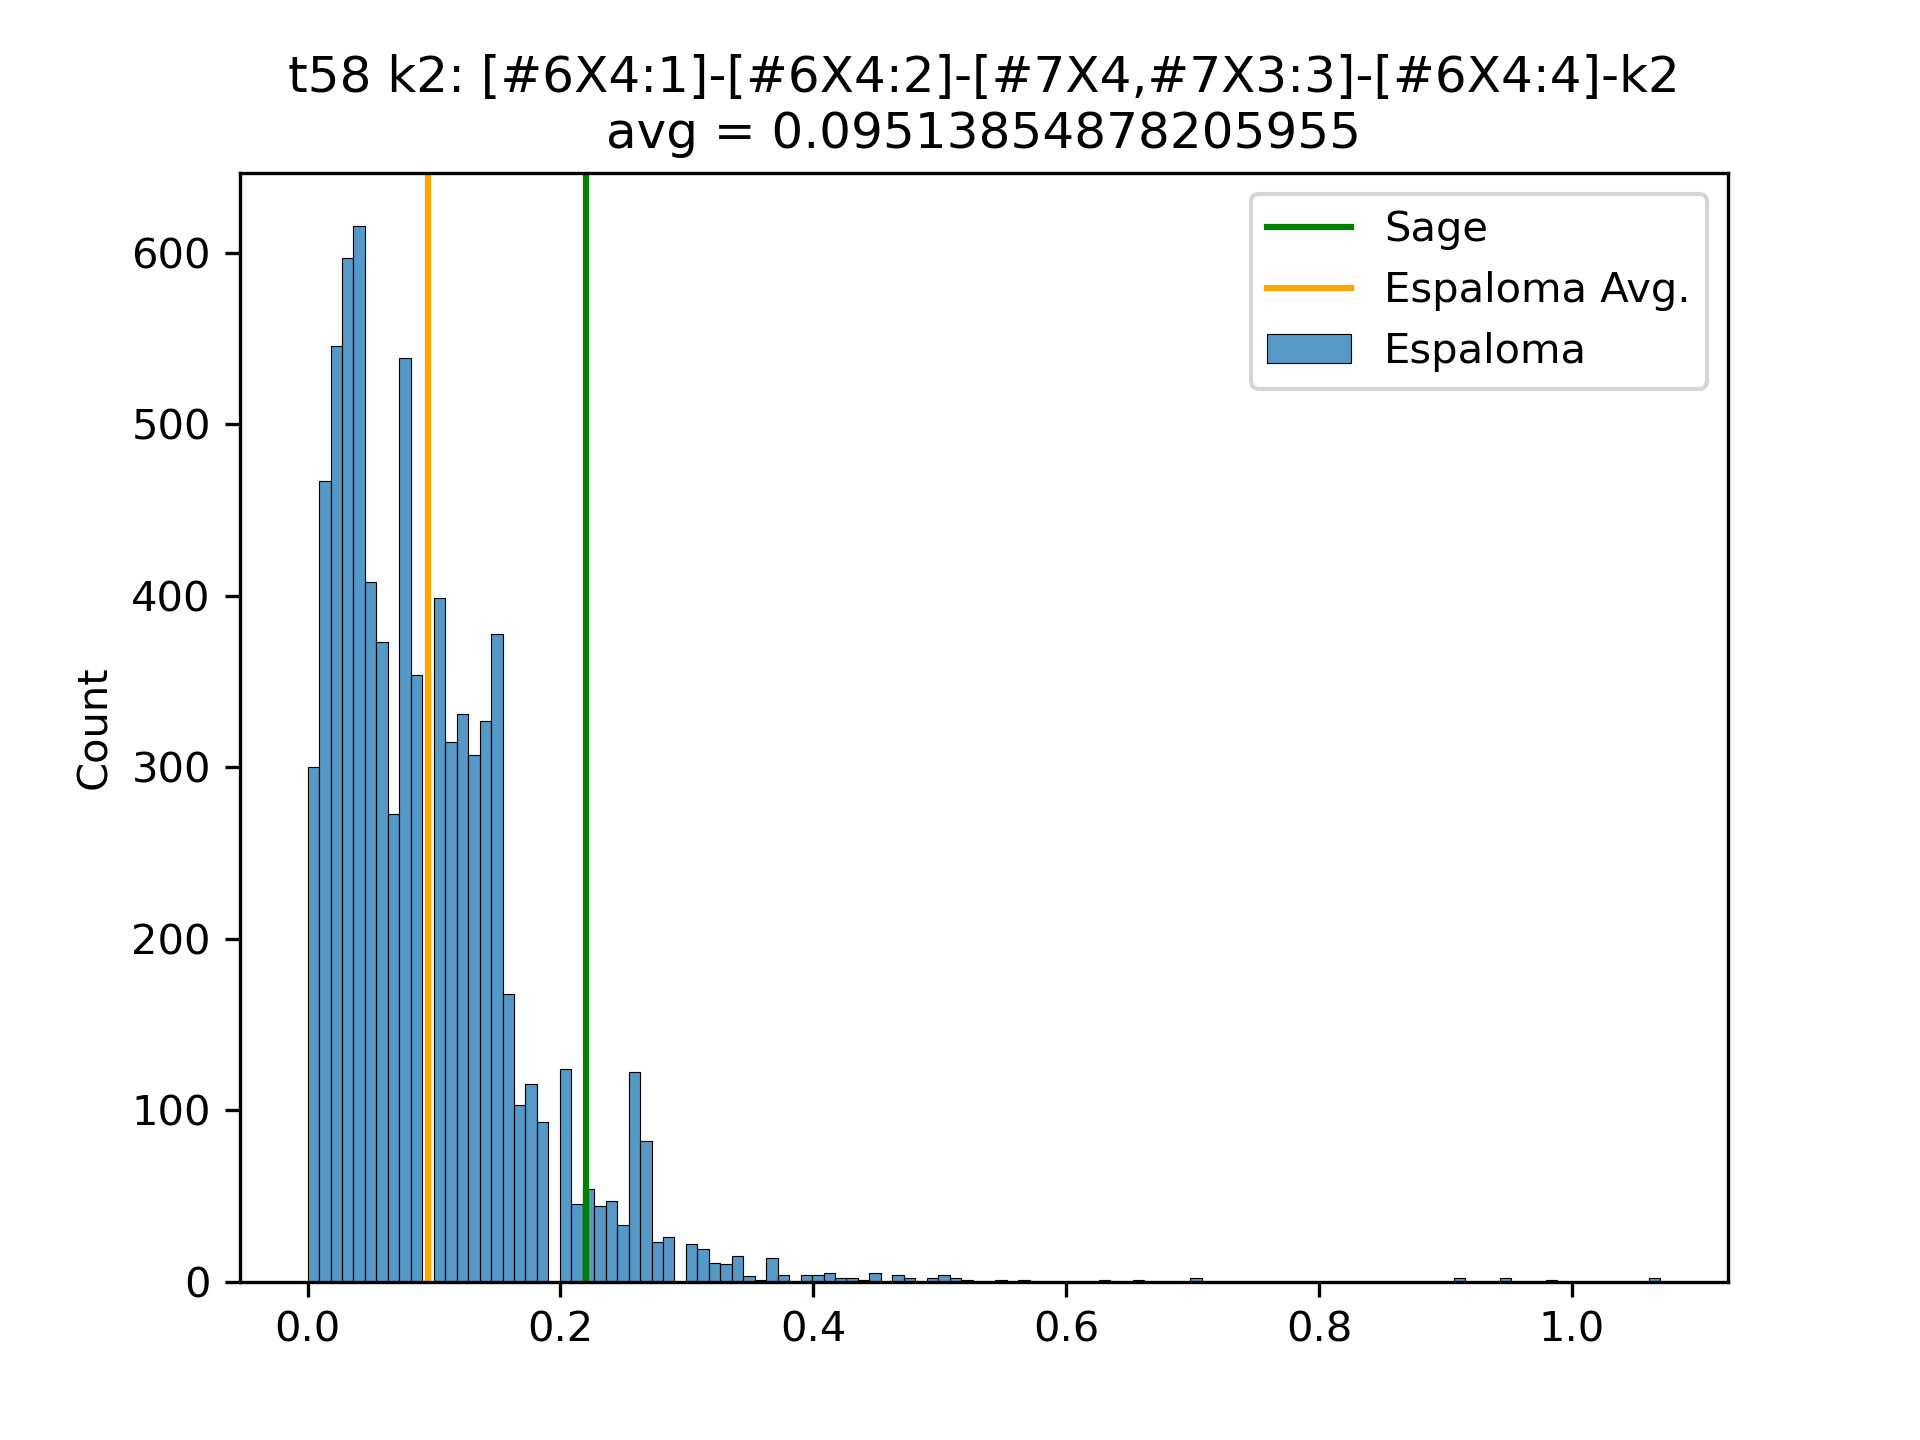 t58 k2: [#6X4:1]-[#6X4:2]-[#7X4,#7X3:3]-[#6X4:4]-k2
avg = 0.09513854878205955
Sage
Espaloma Avg.
Espaloma
Count
600
500
400
300
200
100
0
0.0 0.2 0.4 0.6 0.8 1.0